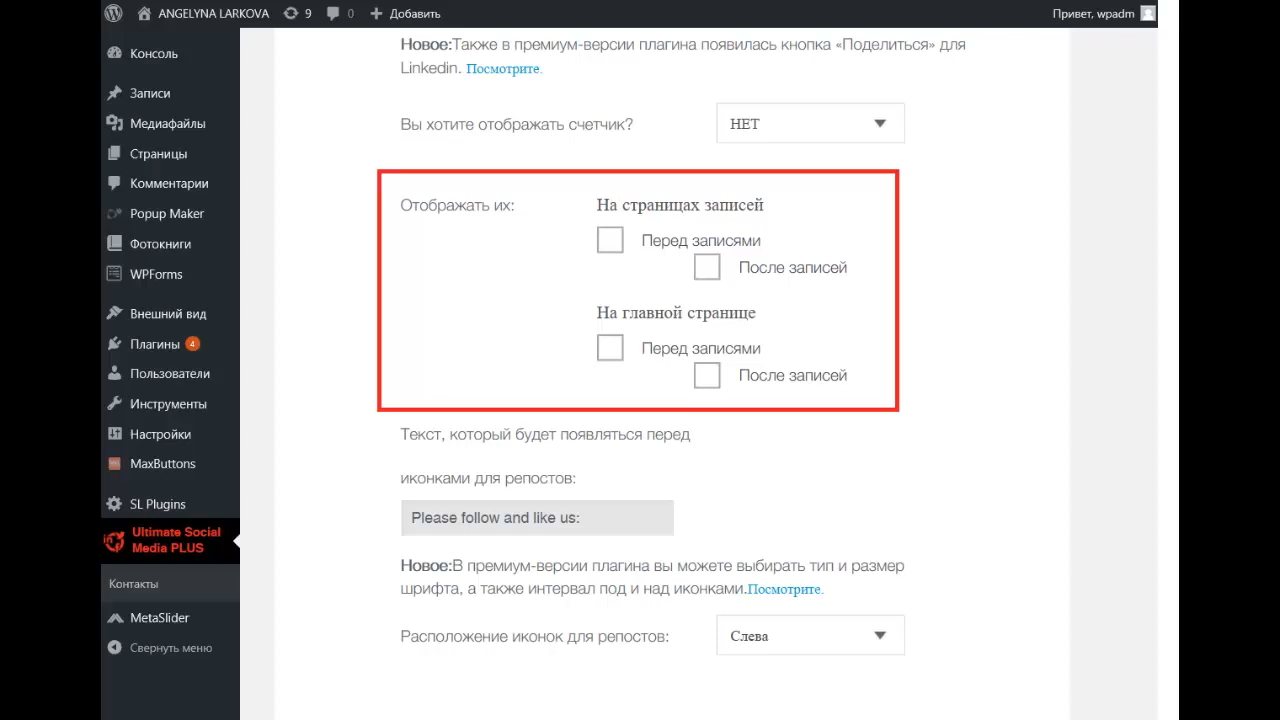 ANGELYNA LARKOVA 9 0 Добавить Привет, wpadm
Консоль
Записи
Медиафайлы
Страницы
Комментарии
Popup Maker
Фотокниги
WPForms
Внешний вид
Плагины 4
Пользователи
Инструменты
Настройки
MaxButtons
SL Plugins
Ultimate Social
Media PLUS
Контакты
MetaSlider
Свернуть меню
Новое:Также в премиум-версии плагина появилась кнопка «Поделиться» для
Linkedin. Посмотрите.
Вы хотите отображать счетчик? НЕТ
Отображать их: На страницах записей
Перед записями
После записей
На главной странице
Перед записями
После записей
Текст, который будет появляться перед
иконками для репостов:
Please follow and like us:
Новое:В премиум-версии плагина вы можете выбирать тип и размер
шрифта, а также интервал под и над иконками.Посмотрите.
Расположение иконок для репостов: Слева